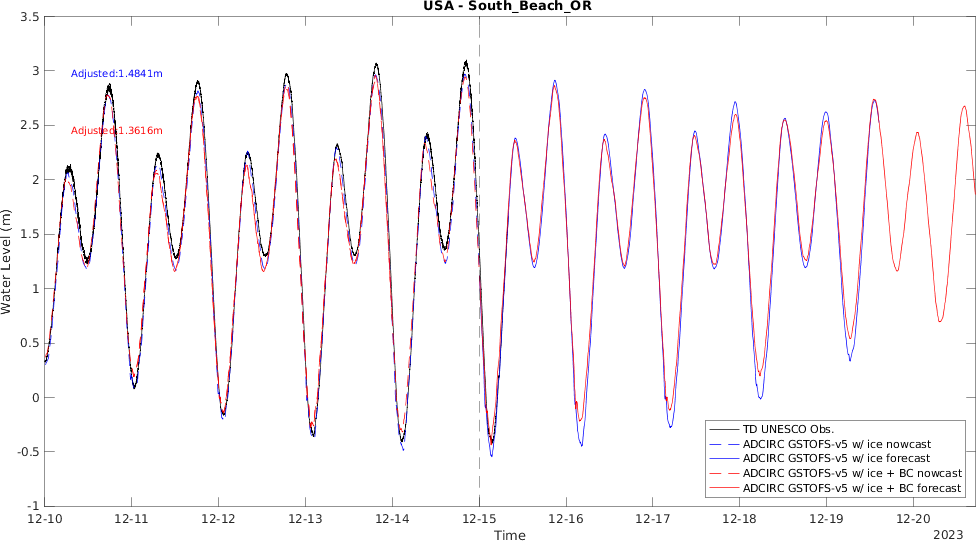 USA - South_Beach_OR
3.5
3
2.5
2
1.5
1
0.5
0
-0.5
-1
Water Level (m)
Adjusted:1.4841m
Adjusted:1.3616m
TD UNESCO Obs.
ADCIRC GSTOFS-v5 w/ ice nowcast
ADCIRC GSTOFS-v5 w/ ice forecast
ADCIRC GSTOFS-v5 w/ ice + BC nowcast
ADCIRC GSTOFS-v5 w/ ice + BC forecast
12-10 12-11 12-12 12-13 12-14 12-15 12-16 12-17 12-18 12-19 12-20
Time
2023